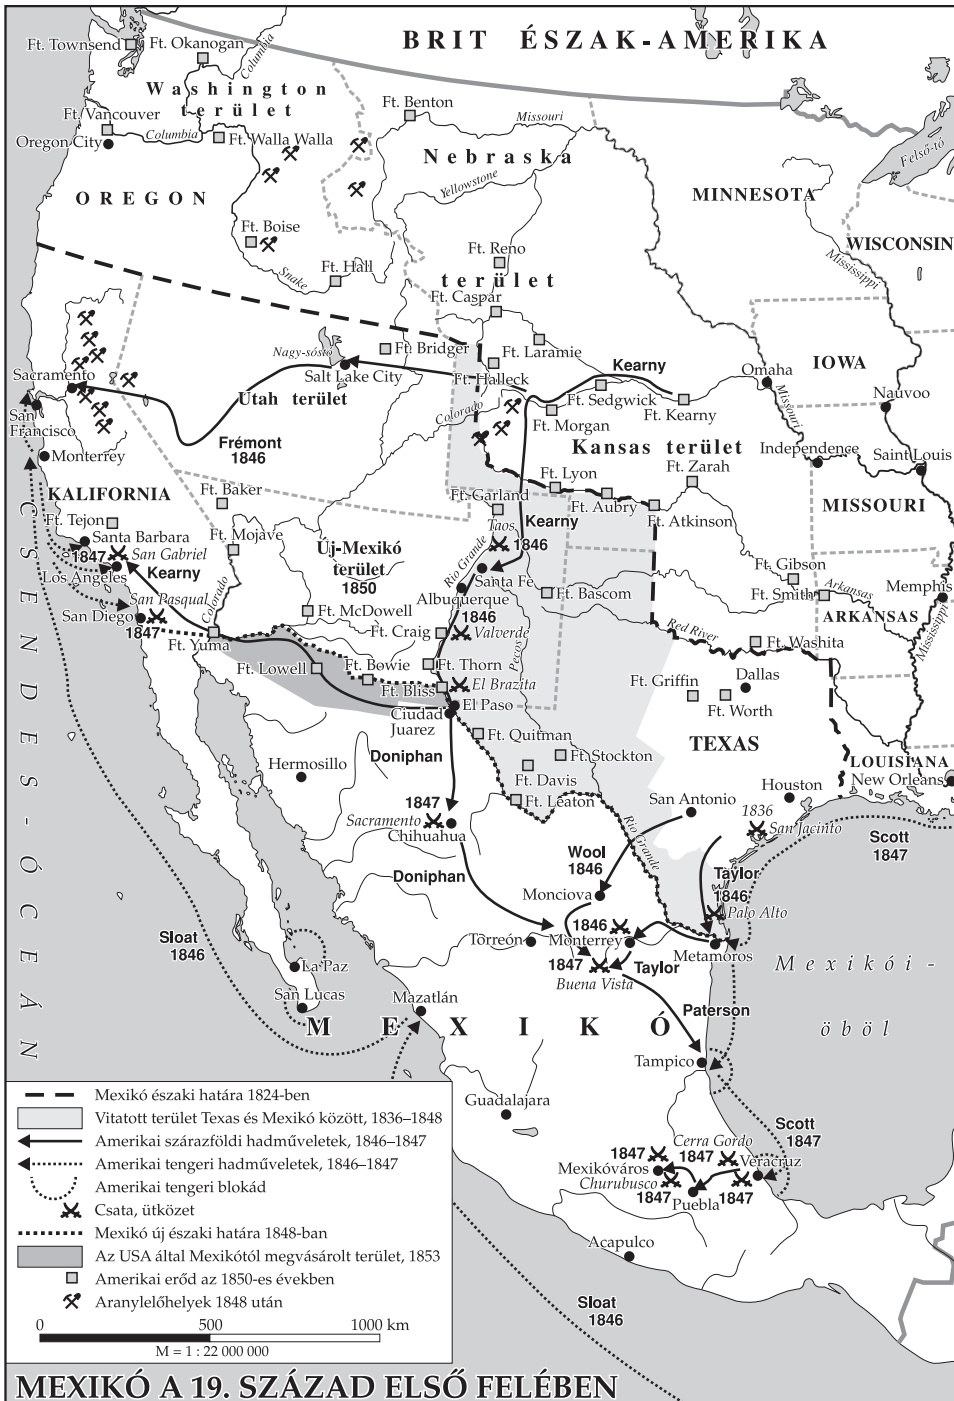 BRIT ÉSZAK-AMERIKA
Ft. Townsend
Ft. Okanogan
Columbia
Washington
terület
Ft. Vancouver
Oregon City
Columbia
Ft. Walla Walla
Ft. Benton
Missouri
Nebraska
Yellowstone
MINNESOTA
Felső-tó
OREGON
WISCONSIN
Mississippi
Ft. Boise
Snake
Ft. Hall
Ft. Reno
terület
Ft. Caspar
Nagy-sóstó
Ft. Bridger
Ft. Laramie
IOWA
Sacramento
Salt Lake City
Ft. Halleck
Kearny
Omaha
Utah terület
Ft. Sedgwick
Ft. Kearny
Missouri
Nauvoo
San
Francisco
Colorado
Ft. Morgan
Frémont
1846
Kansas terület
Independence
Saint Louis
Monterrey
Ft. Zarah
Ft. Lyon
KALIFORNIA
Ft. Baker
Ft. Garland
Ft. Aubry
MISSOURI
Ft. Tejon
Taos
Kearny
Ft. Atkinson
Santa Barbara
1847
San Gabriel
Ft. Mojave
Új-Mexikó
terület
1850
Rio Grande
1846
Los Angeles
Kearny
Santa Fe
Ft. Gibson
San Pasqual
Colorado
Albuquerque
Ft. Bascom
Ft. Smith
Arkansas
Memphis
San Diego
1847
Ft. McDowell
1846
ARKANSAS
Ft. Yuma
Ft. Craig
Valverde
Pecos
Red River
Ft. Washita
Mississippi
Ft. Lowell
Ft. Bowie
Ft. Thorn
Ft. Bliss
El Brazita
Ft. Griffin
Dallas
El Paso
Ft. Worth
Ciudad
Juarez
Ft. Quitman
TEXAS
Doniphan
Ft. Stockton
LOUISIANA
Hermosillo
Ft. Davis
New Orleans
Ft. Leaton
Houston
1847
San Antonio
1836
Sacramento
Chihuahua
Rio Grande
San Jacinto
Scott
1847
Wool
1846
Doniphan
Taylor
1846
Monciova
Palo Alto
CSENDES-ÓCEÁN
Sloat
1846
1846
Torreón
Monterrey
Metamoros
La Paz
1847
Taylor
Buena Vista
Mexikói-
öböl
San Lucas
Mazatlán
Paterson
MEXIKÓ
Tampico
Guadalajara
Scott
1847
Cerra Gordo
1847
1847
Veracruz
Mexikóváros
Churubusco
1847
Puebla
1847
Acapulco
Sloat
1846
Mexikó északi határa 1824-ben
Vitatott terület Texas és Mexikó között, 1836–1848
Amerikai szárazföldi hadműveletek, 1846–1847
Amerikai tengeri hadműveletek, 1846–1847
Amerikai tengeri blokád
Csata, ütközet
Mexikó új északi határa 1848-ban
Az USA által Mexikótól megvásárolt terület, 1853
Amerikai erőd az 1850-es években
Aranylelőhelyek 1848 után
0 500 1000 km
M = 1 : 22 000 000
MEXIKÓ A 19. SZÁZAD ELSŐ FELÉBEN